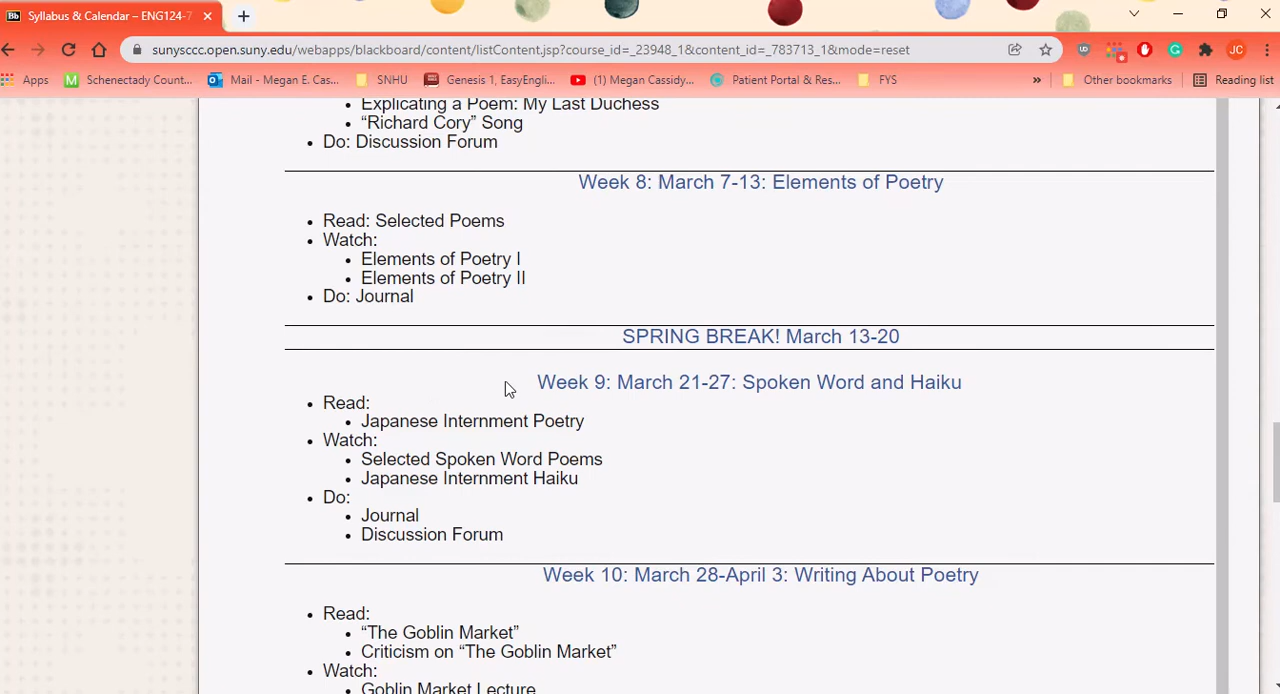 Bb Syllabus & Calendar – ENG124-7
sunysccc.open.suny.edu/webapps/blackboard/content/listContent.jsp?course_id=_23948_1&content_id=_783713_1&mode=reset
JC
Apps
M Schenectady Count...
Mail - Megan E. Cas...
SNHU
Genesis 1, EasyEngli...
(1) Megan Cassidy...
Patient Portal & Res...
FYS
»
Other bookmarks
Reading list
• Explicating a Poem: My Last Duchess
• “Richard Cory” Song
• Do: Discussion Forum
Week 8: March 7-13: Elements of Poetry
• Read: Selected Poems
• Watch:
• Elements of Poetry I
• Elements of Poetry II
• Do: Journal
SPRING BREAK! March 13-20
Week 9: March 21-27: Spoken Word and Haiku
• Read:
• Japanese Internment Poetry
• Watch:
• Selected Spoken Word Poems
• Japanese Internment Haiku
• Do:
• Journal
• Discussion Forum
Week 10: March 28-April 3: Writing About Poetry
• Read:
• “The Goblin Market”
• Criticism on “The Goblin Market”
• Watch:
• Goblin Market Lecture